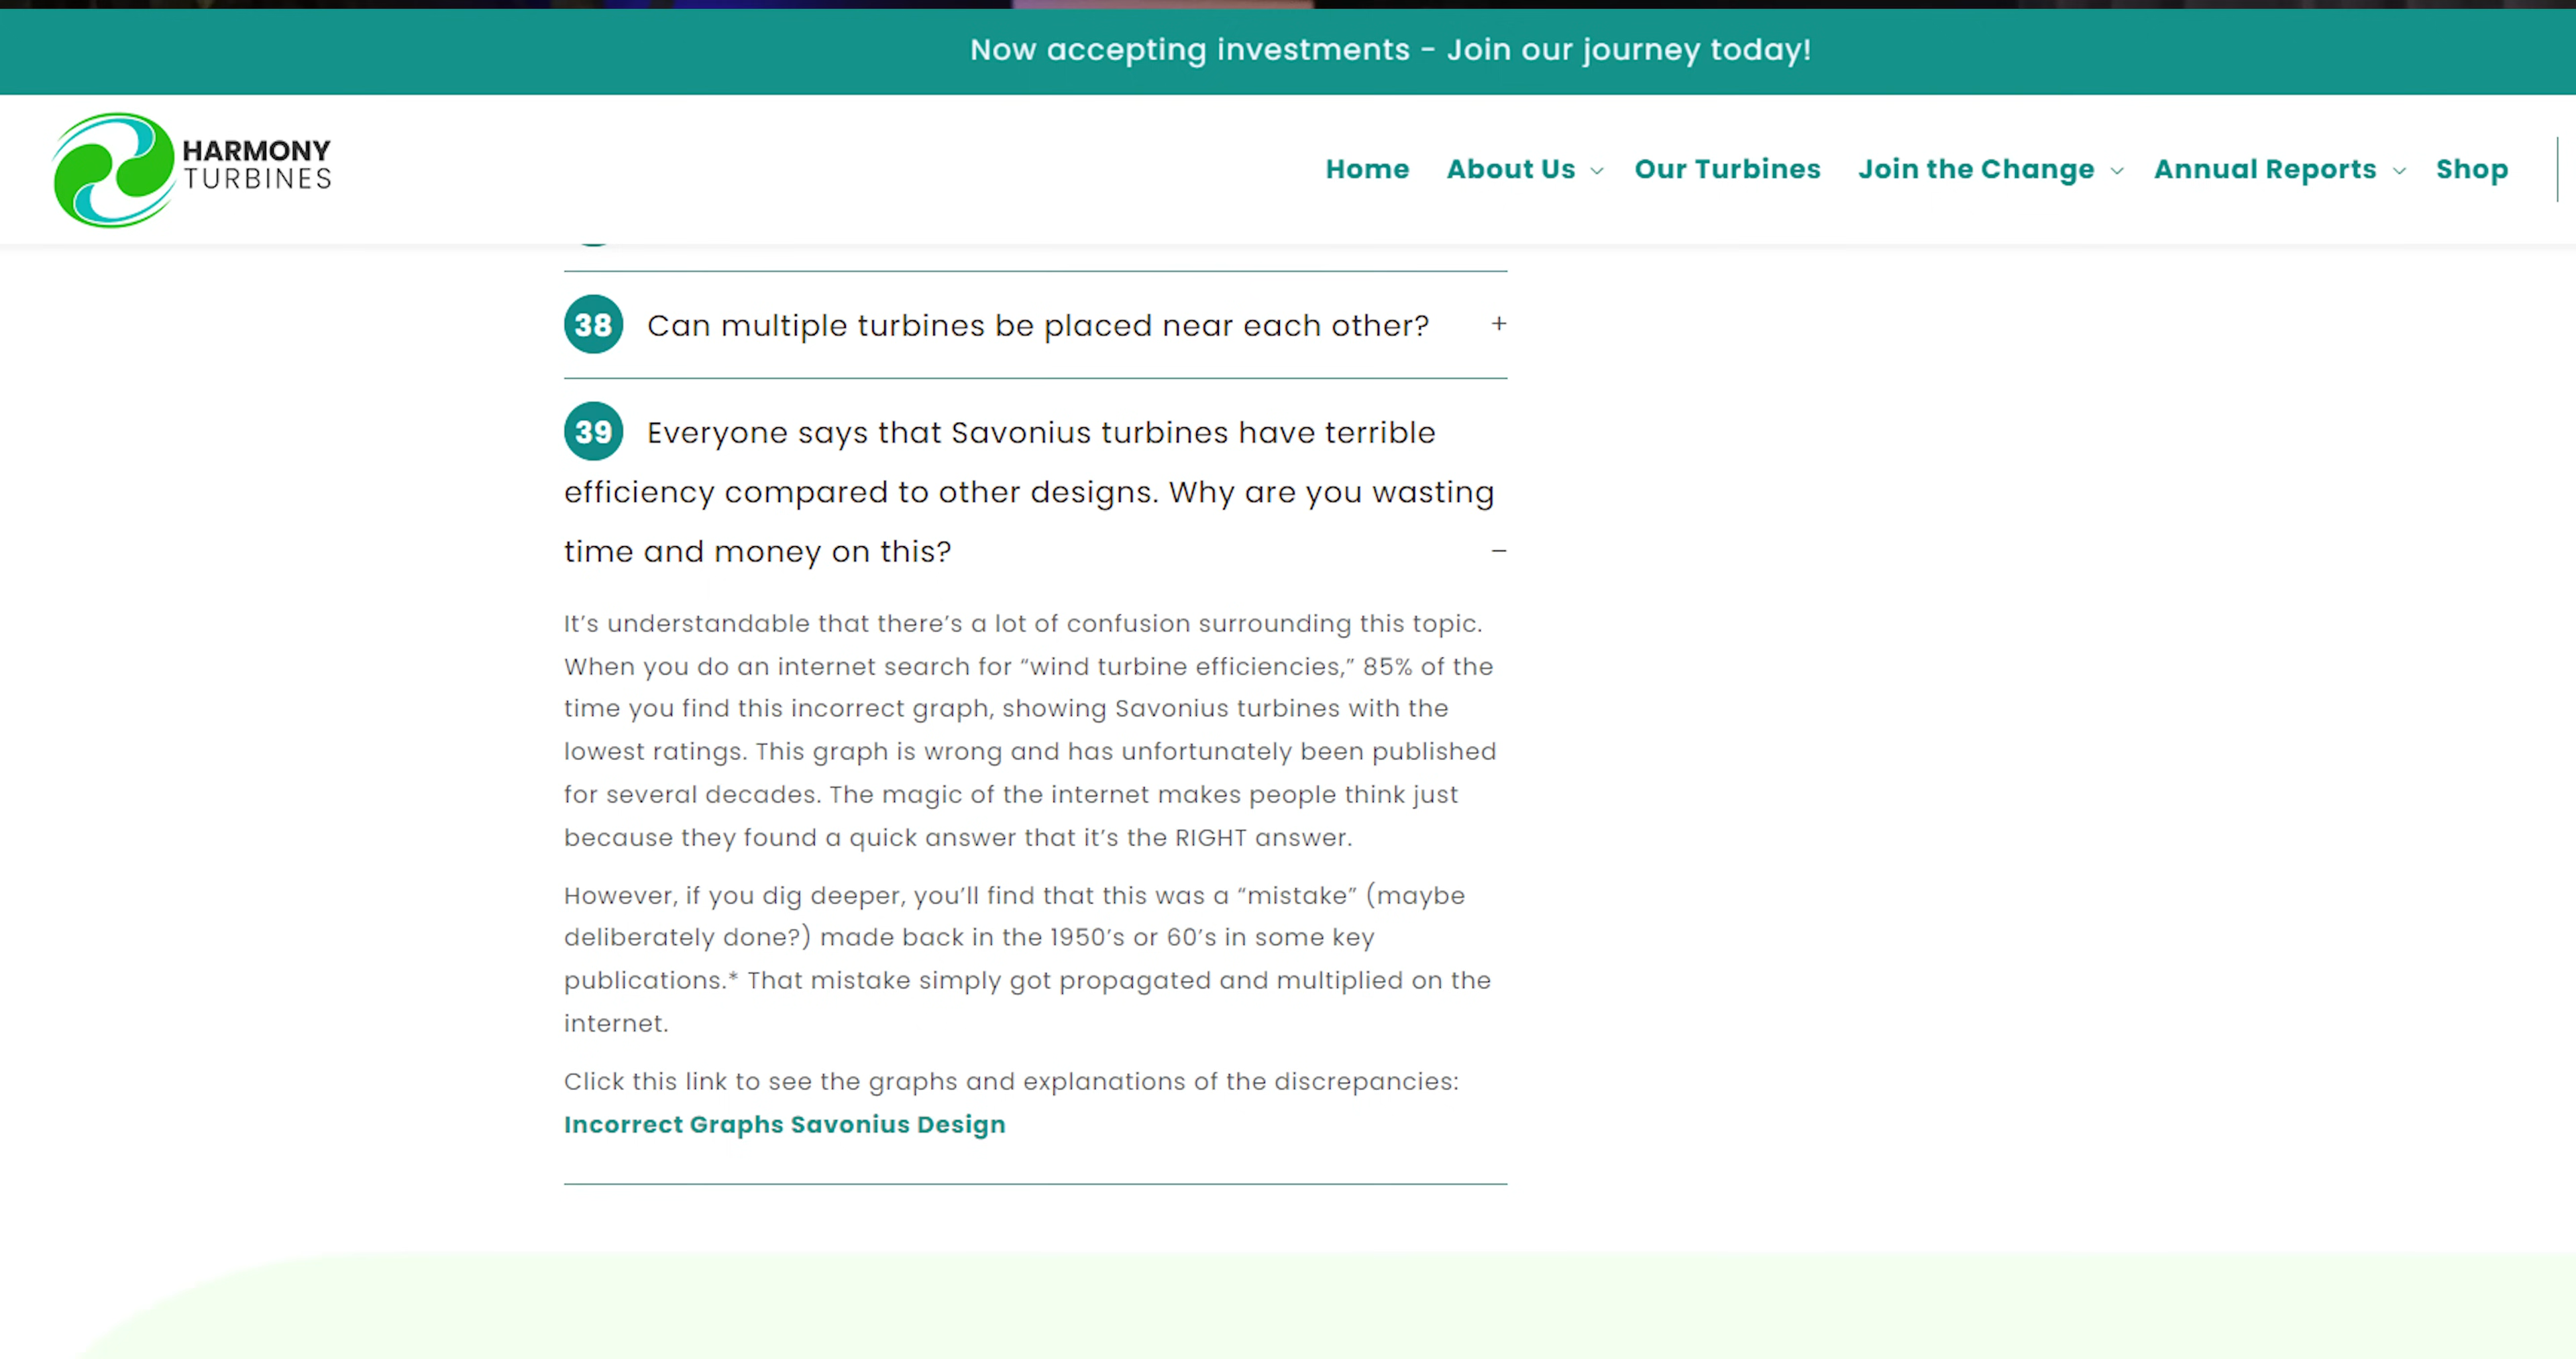 Now accepting investments - Join our journey today!
HARMONY
TURBINES
Home About Us Our Turbines Join the Change Annual Reports Shop
38 Can multiple turbines be placed near each other? +
39 Everyone says that Savonius turbines have terrible
efficiency compared to other designs. Why are you wasting
time and money on this? −
It’s understandable that there’s a lot of confusion surrounding this topic.
When you do an internet search for “wind turbine efficiencies,” 85% of the
time you find this incorrect graph, showing Savonius turbines with the
lowest ratings. This graph is wrong and has unfortunately been published
for several decades. The magic of the internet makes people think just
because they found a quick answer that it’s the RIGHT answer.
However, if you dig deeper, you’ll find that this was a “mistake” (maybe
deliberately done?) made back in the 1950’s or 60’s in some key
publications.* That mistake simply got propagated and multiplied on the
internet.
Click this link to see the graphs and explanations of the discrepancies:
Incorrect Graphs Savonius Design